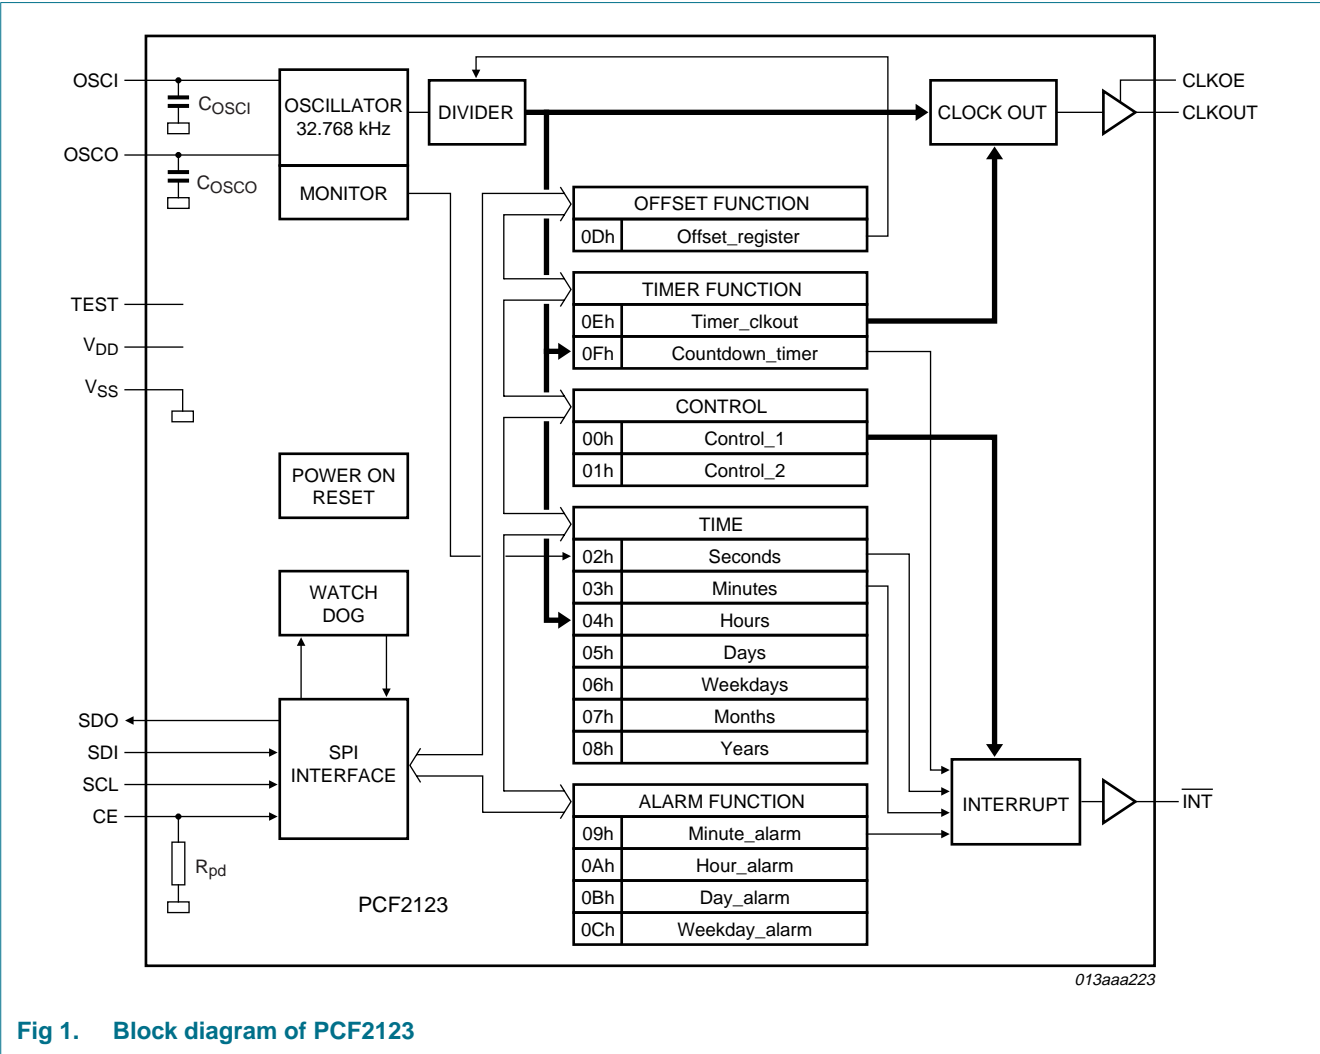 OSCI
COSCI
OSCILLATOR
32.768 kHz
DIVIDER
CLOCK OUT
CLKOE
CLKOUT
OSCO
COSCO
MONITOR
OFFSET FUNCTION
0Dh Offset_register
TEST
VDD
VSS
TIMER FUNCTION
0Eh Timer_clkout
0Fh Countdown_timer
CONTROL
00h Control_1
01h Control_2
POWER ON
RESET
TIME
02h Seconds
03h Minutes
04h Hours
05h Days
06h Weekdays
07h Months
08h Years
WATCH
DOG
SDO
SDI
SCL
CE
SPI
INTERFACE
Rpd
ALARM FUNCTION
09h Minute_alarm
0Ah Hour_alarm
0Bh Day_alarm
0Ch Weekday_alarm
INTERRUPT
INT
PCF2123
013aaa223
Fig 1. Block diagram of PCF2123